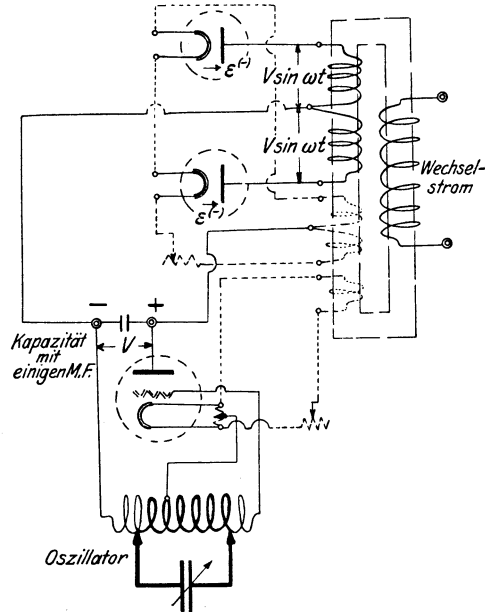 ε(-)
V sin ωt
V sin ωt
ε(-)
Wechsel-
strom
− +
V
Kapazität
mit
einigen M.F.
Oszillator